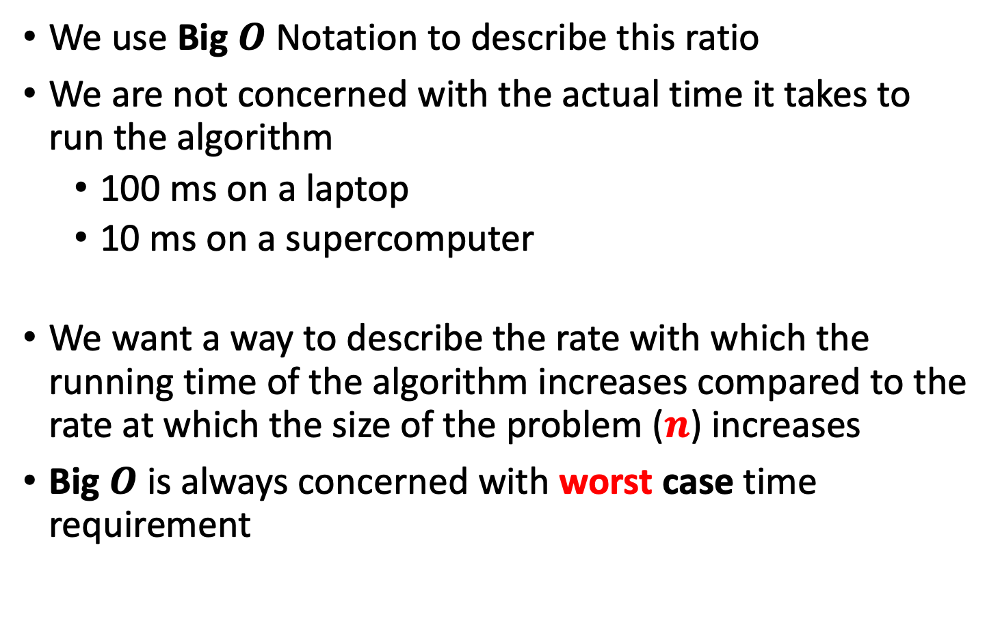 • We use Big O Notation to describe this ratio
• We are not concerned with the actual time it takes to
run the algorithm
• 100 ms on a laptop
• 10 ms on a supercomputer
• We want a way to describe the rate with which the
running time of the algorithm increases compared to the
rate at which the size of the problem (n) increases
• Big O is always concerned with worst case time
requirement